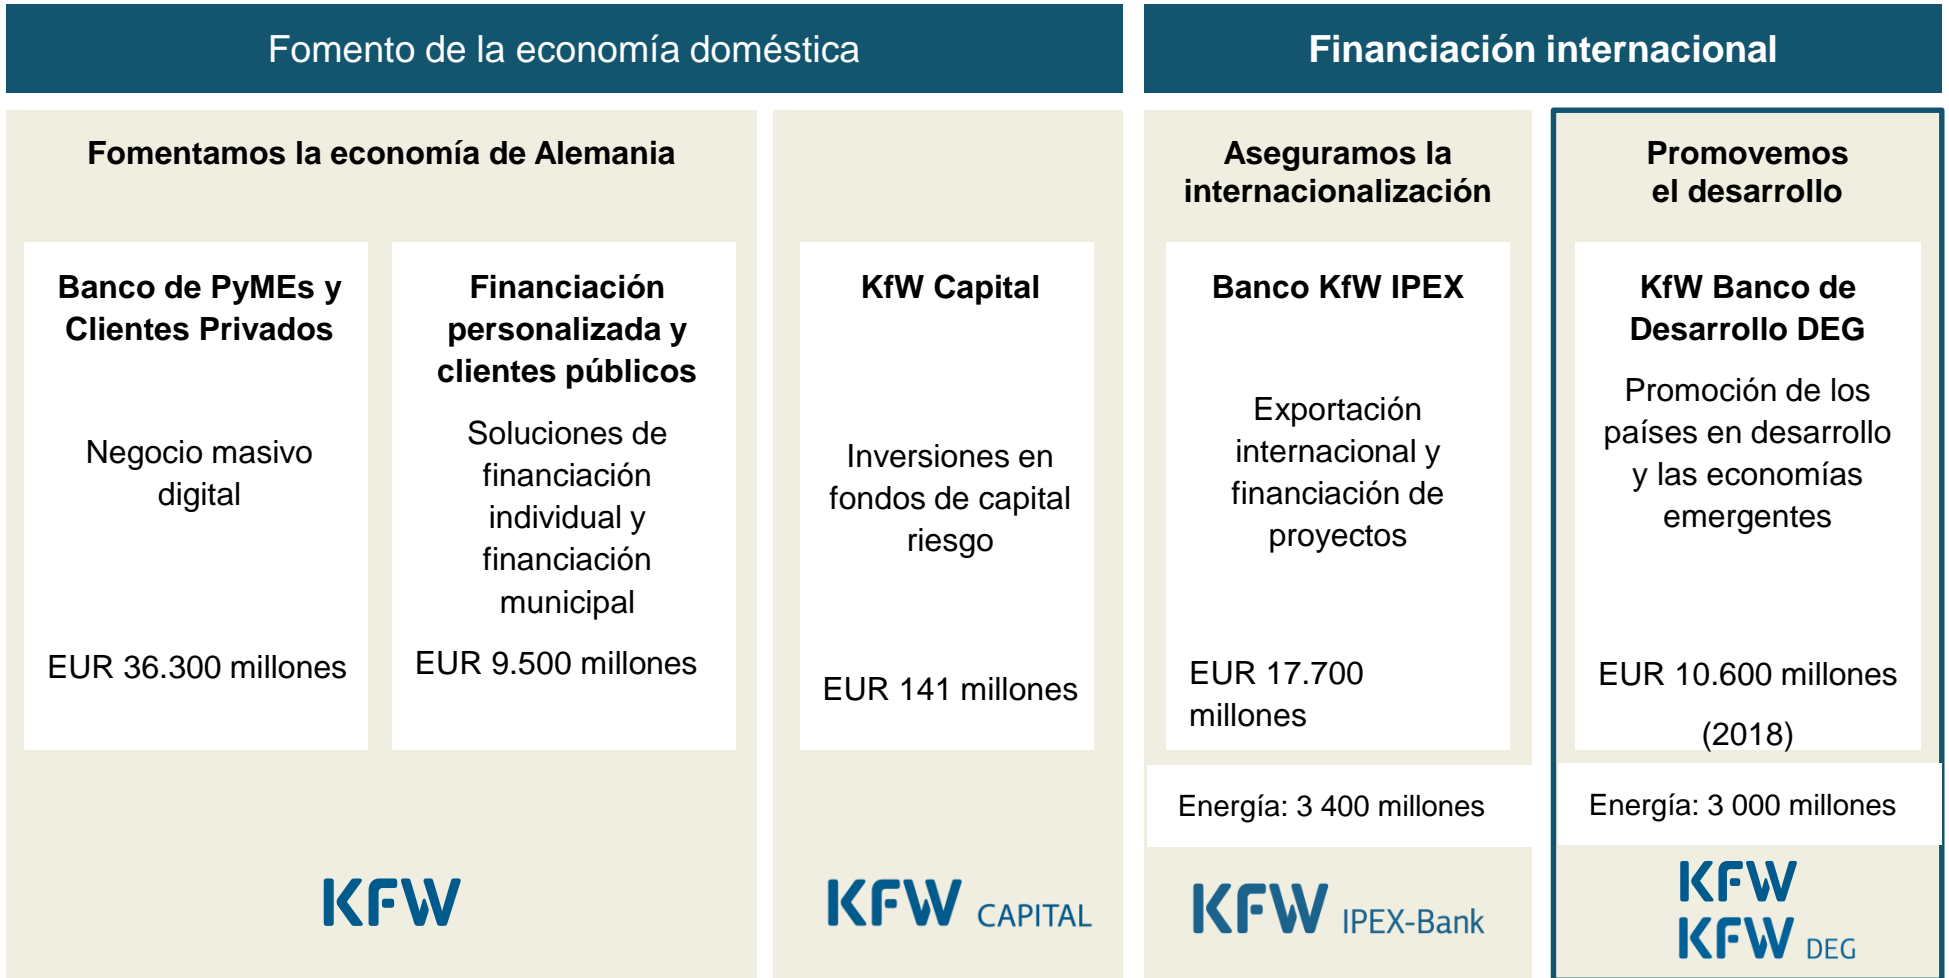 Fomento de la economía doméstica
Financiación internacional
Fomentamos la economía de Alemania
Banco de PyMEs y
Clientes Privados
Negocio masivo
digital
EUR 36.300 millones
Financiación
personalizada y
clientes públicos
Soluciones de
financiación
individual y
financiación
municipal
EUR 9.500 millones
KFW
KfW Capital
Inversiones en
fondos de capital
riesgo
EUR 141 millones
KFW CAPITAL
Aseguramos la
internacionalización
Banco KfW IPEX
Exportación
internacional y
financiación de
proyectos
EUR 17.700
millones
Energía: 3 400 millones
KFW IPEX-Bank
Promovemos
el desarrollo
KfW Banco de
Desarrollo DEG
Promoción de los
países en desarrollo
y las economías
emergentes
EUR 10.600 millones
(2018)
Energía: 3 000 millones
KFW
KFW DEG